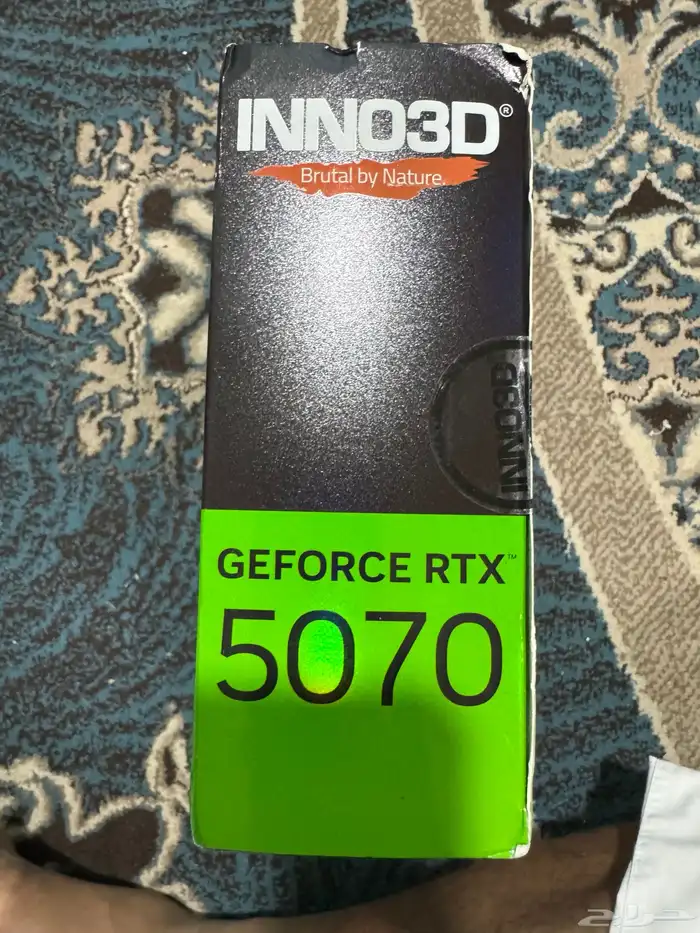 INNO3D®
Brutal by Nature.
INNO3D
GEFORCE RTX™
5070
حراج